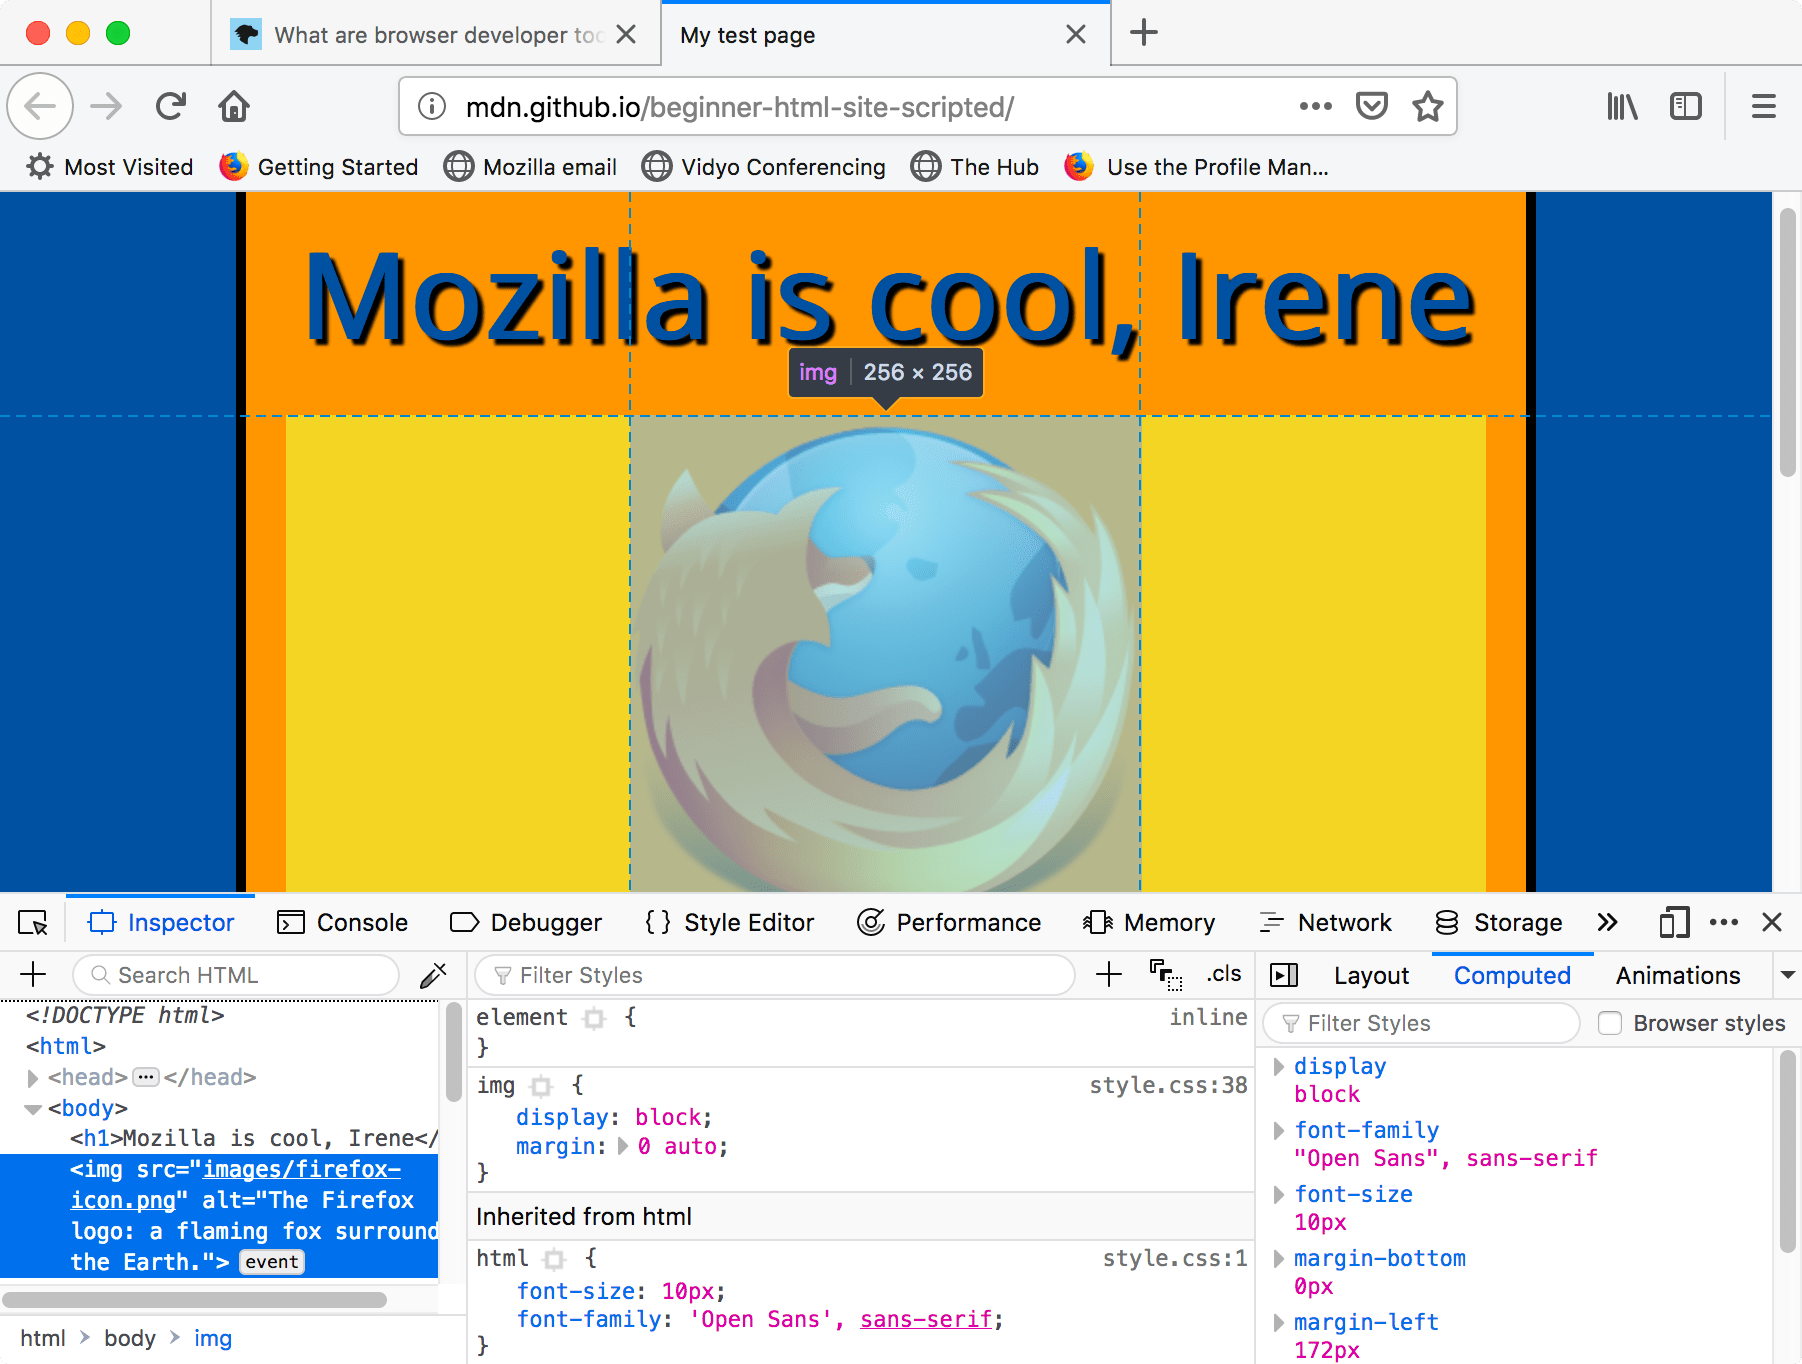 What are browser developer too
My test page
mdn.github.io/beginner-html-site-scripted/
Most Visited
Getting Started
Mozilla email
Vidyo Conferencing
The Hub
Use the Profile Man...
Mozilla is cool, Irene
img 256 × 256
Inspector
Console
Debugger
{} Style Editor
Performance
Memory
Network
Storage
Search HTML
<!DOCTYPE html>
<html>
<head>...</head>
<body>
<h1>Mozilla is cool, Irene</
<img src="images/firefox-
icon.png" alt="The Firefox
logo: a flaming fox surround
the Earth."> event
html > body > img
Filter Styles
.cls
element { inline
}
img { style.css:38
display: block;
margin: 0 auto;
}
Inherited from html
html { style.css:1
font-size: 10px;
font-family: 'Open Sans', sans-serif;
}
Layout
Computed
Animations
Filter Styles
Browser styles
display
block
font-family
"Open Sans", sans-serif
font-size
10px
margin-bottom
0px
margin-left
172px